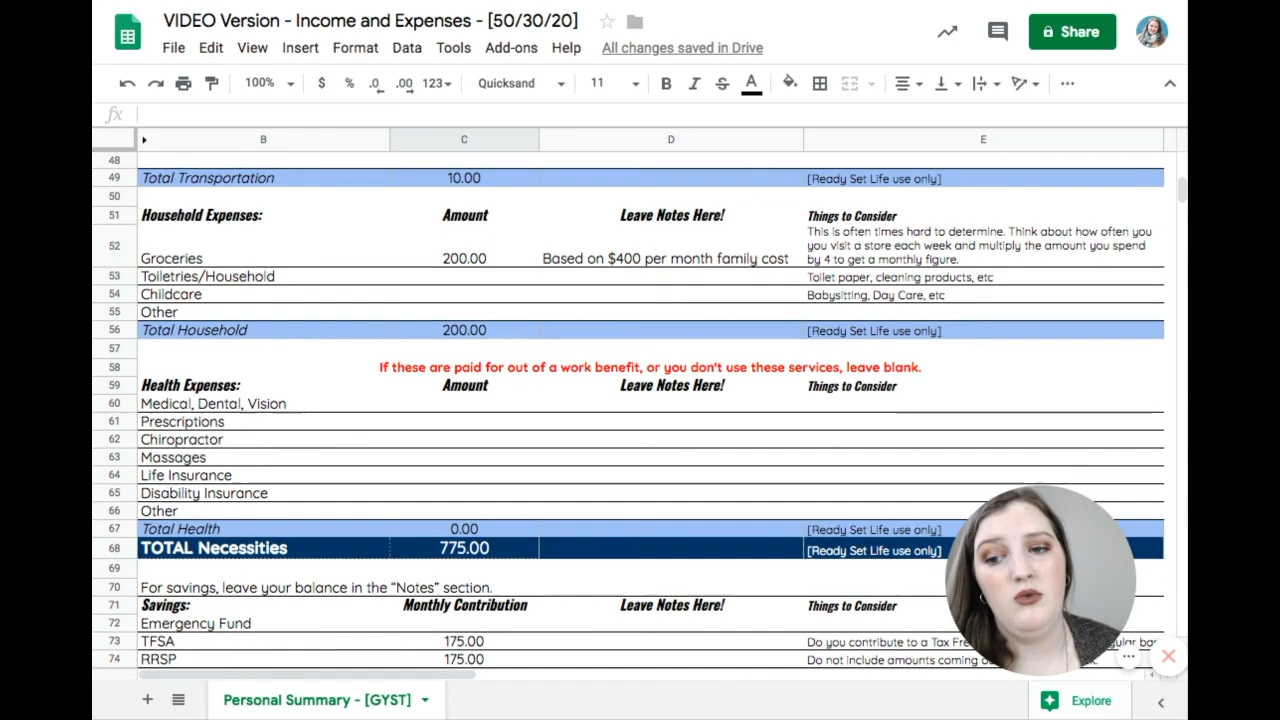 VIDEO Version - Income and Expenses - [50/30/20]
File Edit View Insert Format Data Tools Add-ons Help All changes saved in Drive
Share
100% $ % .0 .00 123 Quicksand 11 B I S A
fx
B C D E
48
49 Total Transportation 10.00 [Ready Set Life use only]
50
51 Household Expenses: Amount Leave Notes Here! Things to Consider
This is often times hard to determine. Think about how often you
you visit a store each week and multiply the amount you spend
52 Groceries 200.00 Based on $400 per month family cost by 4 to get a monthly figure.
53 Toiletries/Household Toilet paper, cleaning products, etc
54 Childcare Babysitting, Day Care, etc
55 Other
56 Total Household 200.00 [Ready Set Life use only]
57
58 If these are paid for out of a work benefit, or you don't use these services, leave blank.
59 Health Expenses: Amount Leave Notes Here! Things to Consider
60 Medical, Dental, Vision
61 Prescriptions
62 Chiropractor
63 Massages
64 Life Insurance
65 Disability Insurance
66 Other
67 Total Health 0.00 [Ready Set Life use only]
68 TOTAL Necessities 775.00 [Ready Set Life use only]
69
70 For savings, leave your balance in the "Notes" section.
71 Savings: Monthly Contribution Leave Notes Here! Things to Consider
72 Emergency Fund
73 TFSA 175.00 Do you contribute to a Tax
74 RRSP 175.00 Do not include amounts coming
Personal Summary - [GYST] Explore